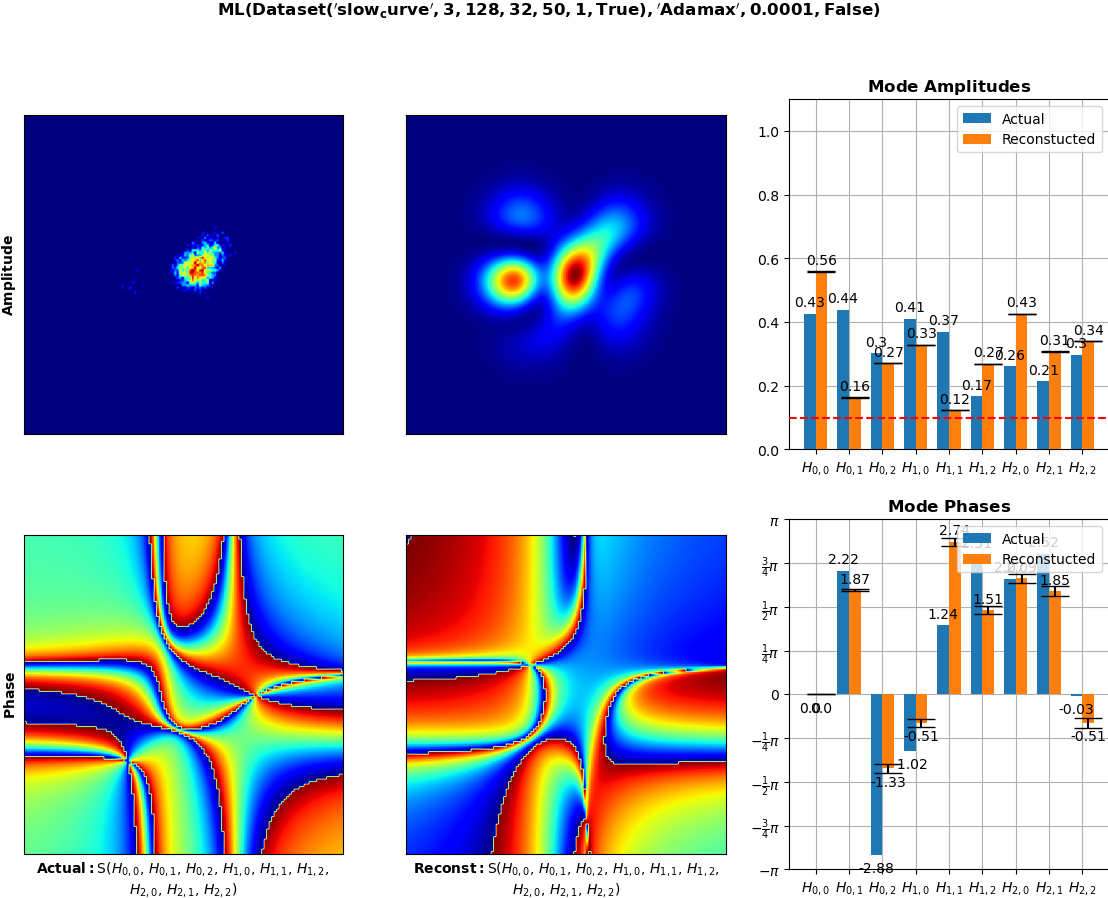 ML(Dataset('slow_curve', 3, 128, 32, 50, 1, True), 'Adamax', 0.0001, False)
Amplitude
Mode Amplitudes
Actual
Reconstucted
1.0
0.8
0.6
0.4
0.2
0.0
0.43 0.56
0.44 0.16
0.3 0.27
0.41 0.33
0.37 0.12
0.17 0.27
0.26 0.43
0.21 0.31
0.3 0.34
H0,0 H0,1 H0,2 H1,0 H1,1 H1,2 H2,0 H2,1 H2,2
Phase
Actual: S(H0,0, H0,1, H0,2, H1,0, H1,1, H1,2,
H2,0, H2,1, H2,2)
Reconst: S(H0,0, H0,1, H0,2, H1,0, H1,1, H1,2,
H2,0, H2,1, H2,2)
Mode Phases
Actual
Reconstucted
π
3/4π
1/2π
1/4π
0
−1/4π
−1/2π
−3/4π
−π
0.0 0.0
2.22 1.87
-2.88 -1.33
-1.02 -0.51
1.24 2.74
1.51
2.09
2.52 1.85
-0.03 -0.51
H0,0 H0,1 H0,2 H1,0 H1,1 H1,2 H2,0 H2,1 H2,2